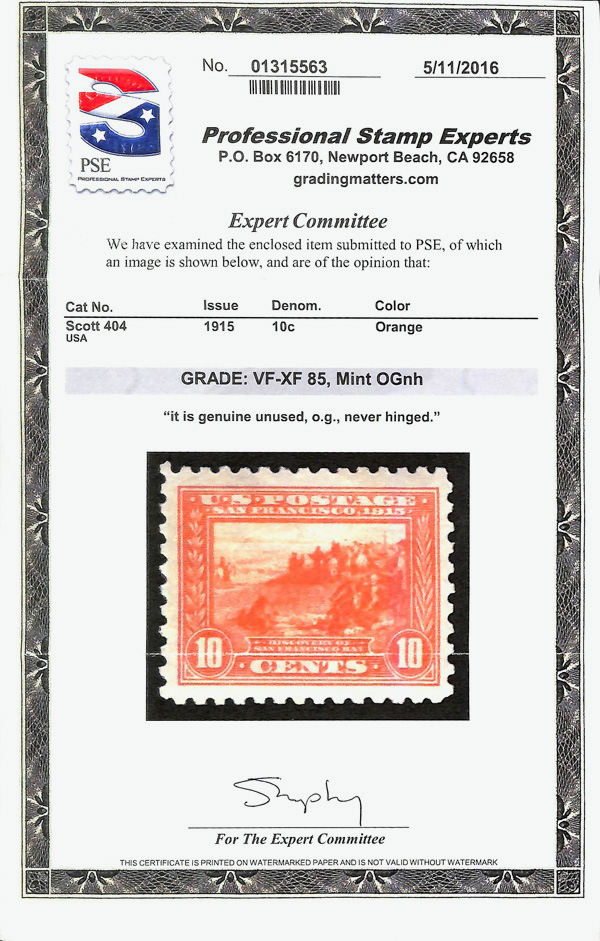 No. 01315563
5/11/2016
PSE
PROFESSIONAL STAMP EXPERTS
Professional Stamp Experts
P.O. Box 6170, Newport Beach, CA 92658
gradingmatters.com
Expert Committee
We have examined the enclosed item submitted to PSE, of which
an image is shown below, and are of the opinion that:
Cat No. Issue Denom. Color
Scott 404 1915 10c Orange
USA
GRADE: VF-XF 85, Mint OGnh
“it is genuine unused, o.g., never hinged.”
U·S·POSTAGE
SAN FRANCISCO, 1915
DISCOVERY OF
SAN FRANCISCO BAY
10 · CENTS · 10
For The Expert Committee
THIS CERTIFICATE IS PRINTED ON WATERMARKED PAPER AND IS NOT VALID WITHOUT WATERMARK